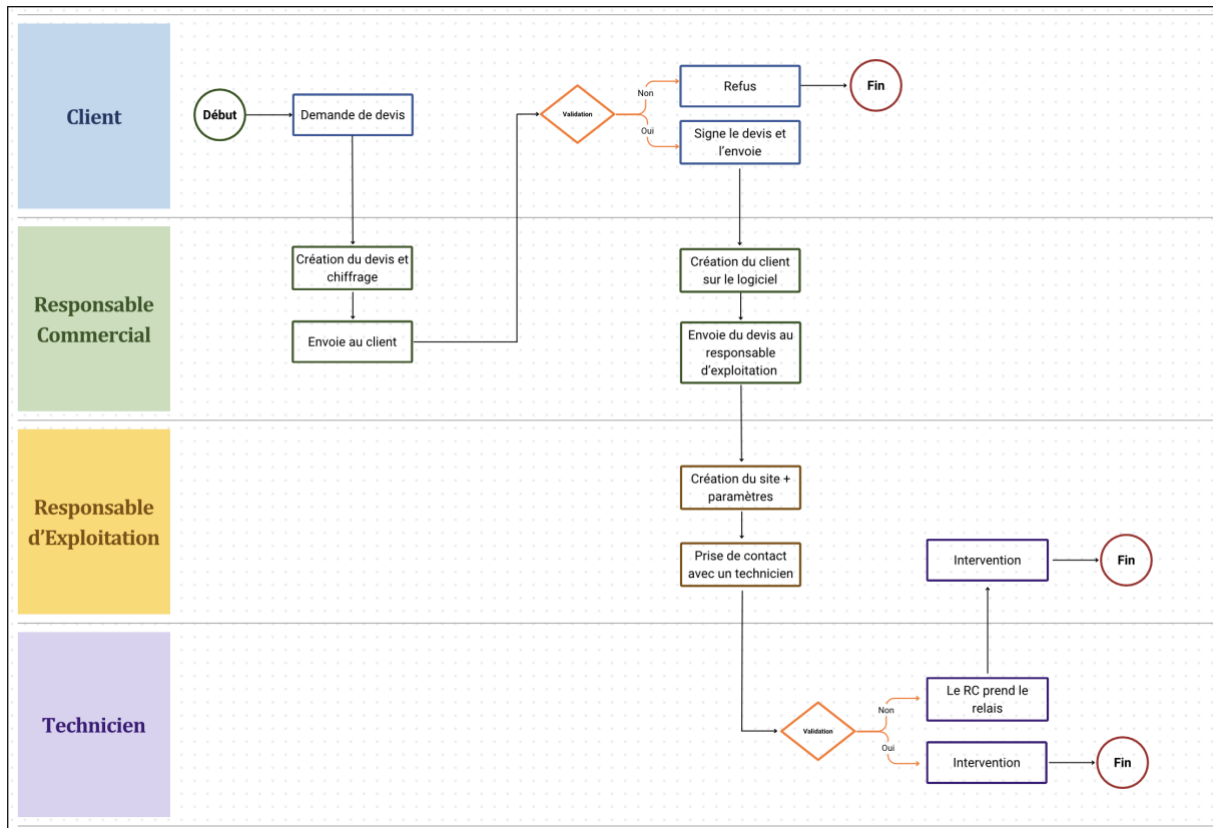 Client
Début
Demande de devis
Validation
Non
Oui
Refus
Fin
Signe le devis et
l'envoie
Responsable
Commercial
Création du devis et
chiffrage
Envoie au client
Création du client
sur le logiciel
Envoie du devis au
responsable
d'exploitation
Responsable
d'Exploitation
Création du site +
paramètres
Prise de contact
avec un technicien
Intervention
Fin
Technicien
Validation
Non
Oui
Le RC prend le
relais
Intervention
Fin